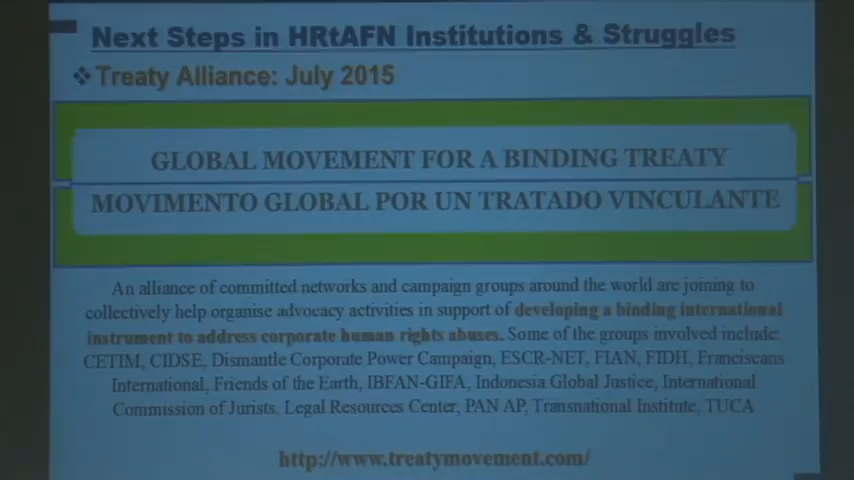 Next Steps in HRtAFN Institutions & Struggles
❖Treaty Alliance: July 2015
GLOBAL MOVEMENT FOR A BINDING TREATY
MOVIMENTO GLOBAL POR UN TRATADO VINCULANTE
An alliance of committed networks and campaign groups around the world are joining to
collectively help organise advocacy activities in support of developing a binding international
instrument to address corporate human rights abuses. Some of the groups involved include:
CETIM, CIDSE, Dismantle Corporate Power Campaign, ESCR-NET, FIAN, FIDH, Franciscans
International, Friends of the Earth, IBFAN-GIFA, Indonesia Global Justice, International
Commission of Jurists. Legal Resources Center, PAN AP, Transnational Institute, TUCA
http://www.treatymovement.com/